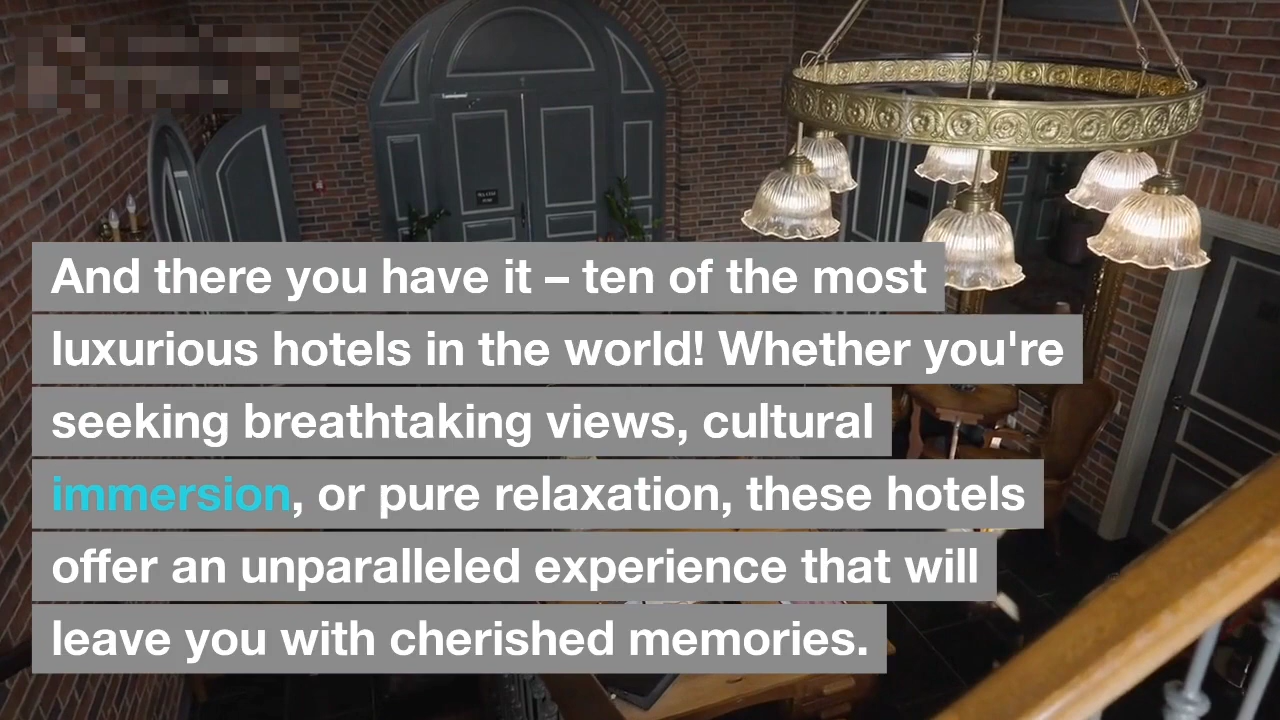 And there you have it – ten of the most
luxurious hotels in the world! Whether you're
seeking breathtaking views, cultural
immersion, or pure relaxation, these hotels
offer an unparalleled experience that will
leave you with cherished memories.